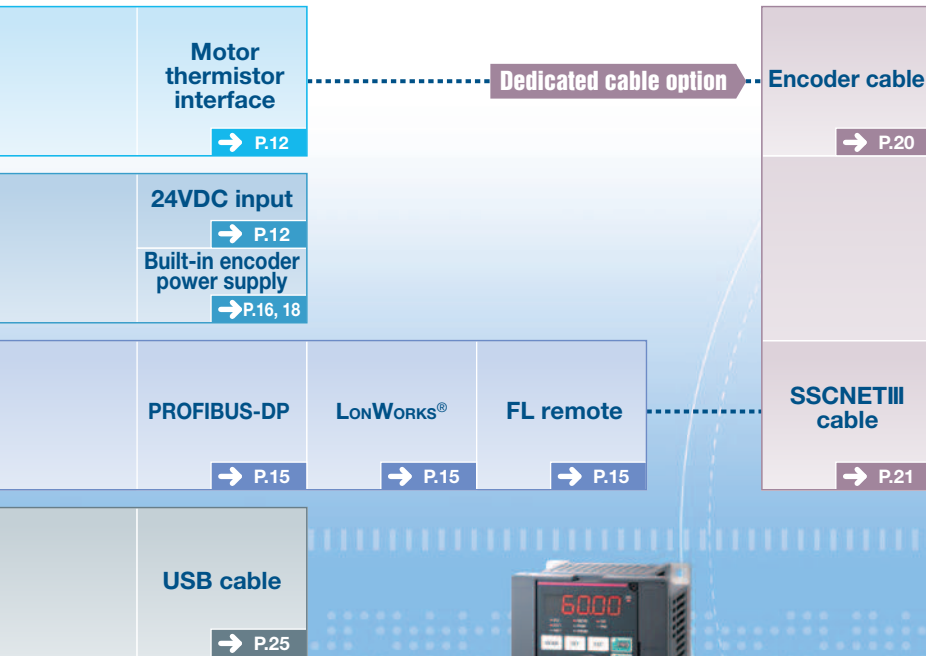 Motor
thermistor
interface
P.12
Dedicated cable option
Encoder cable
P.20
24VDC input
P.12
Built-in encoder
power supply
P.16, 18
PROFIBUS-DP
P.15
LONWORKS®
P.15
FL remote
P.15
SSCNETIII
cable
P.21
USB cable
P.25
60.00